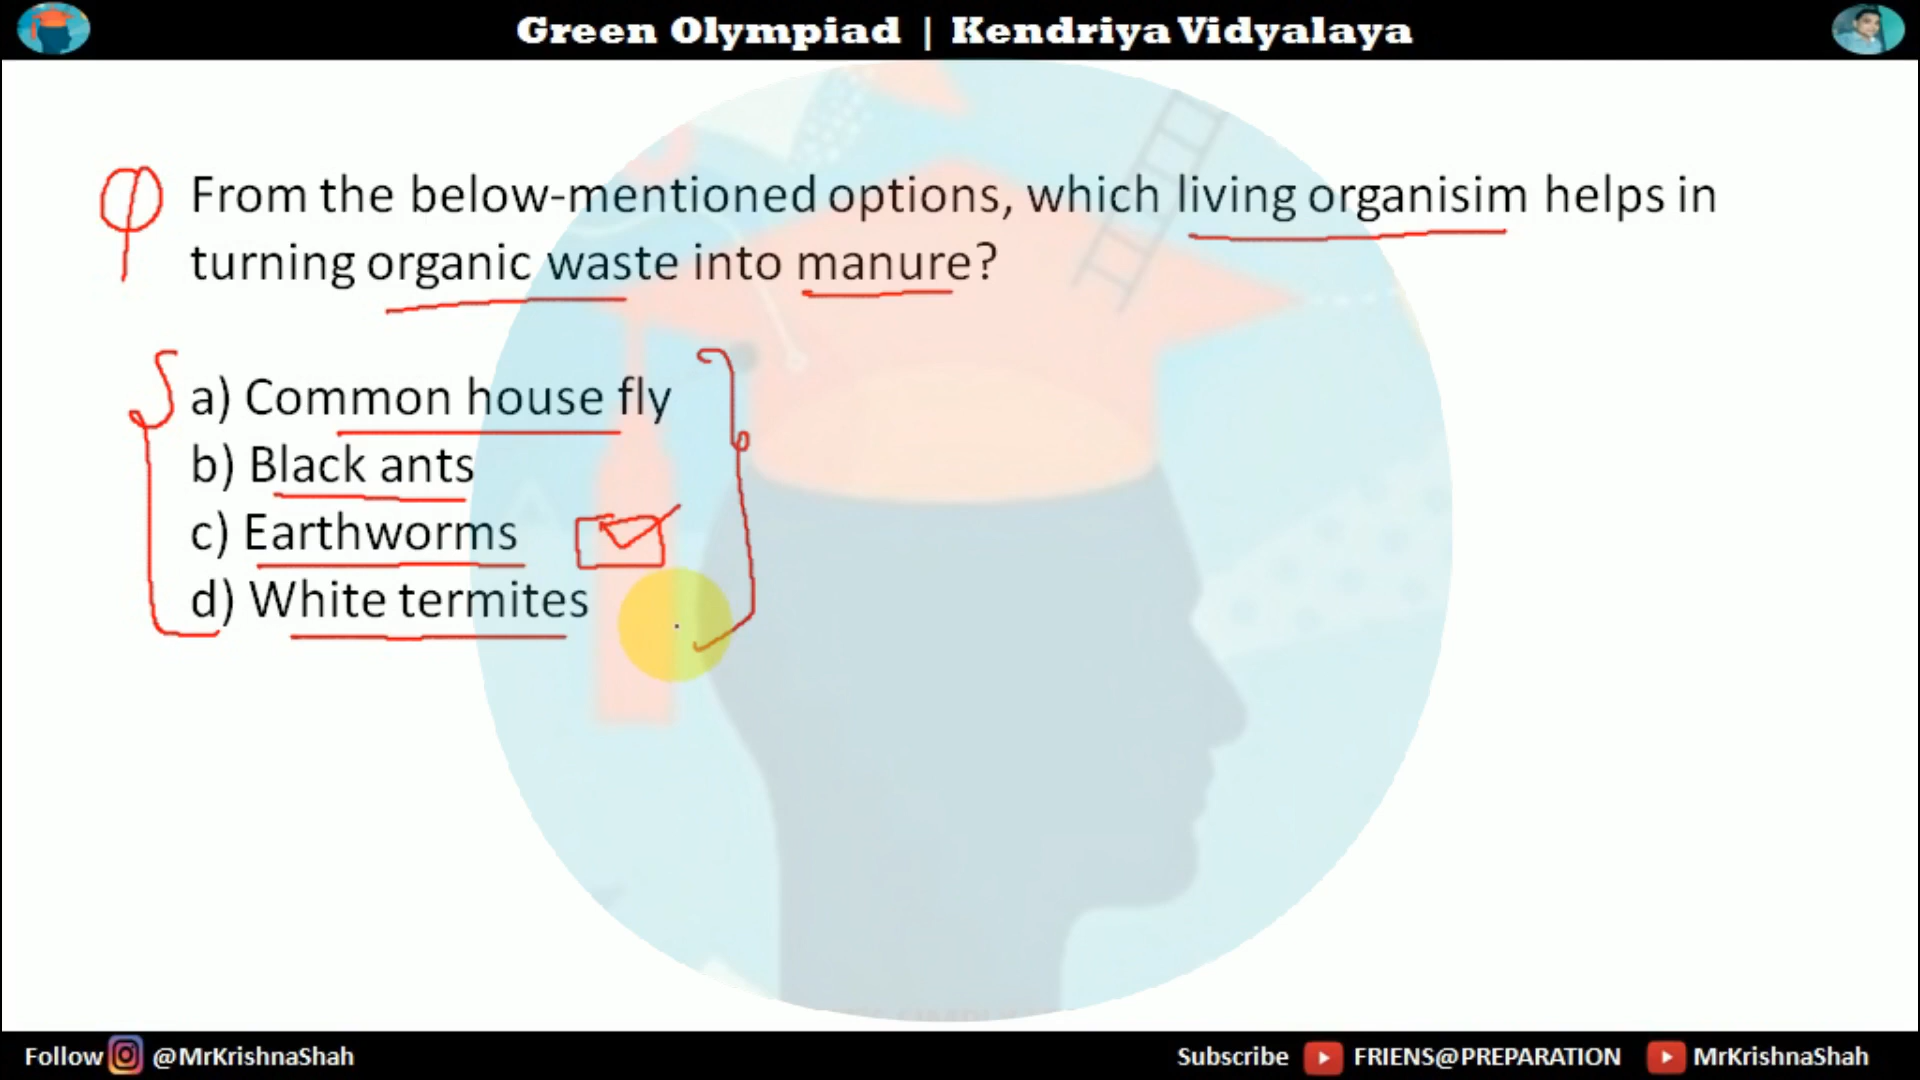 Green Olympiad | Kendriya Vidyalaya
From the below-mentioned options, which living organisim helps in
turning organic waste into manure?
a) Common house fly
b) Black ants
c) Earthworms
d) White termites
Follow @MrKrishnaShah
Subscribe FRIENS@PREPARATION MrKrishnaShah